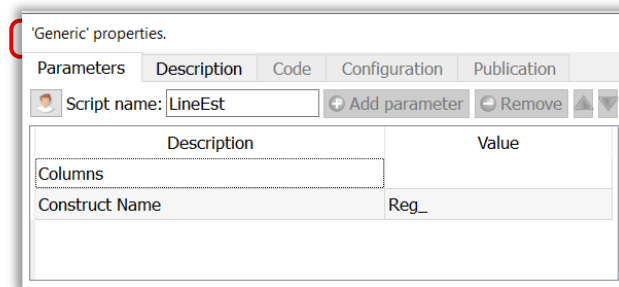 'Generic' properties.
Parameters Description Code Configuration Publication
Script name: LineEst Add parameter Remove
Description Value
Columns
Construct Name Reg_